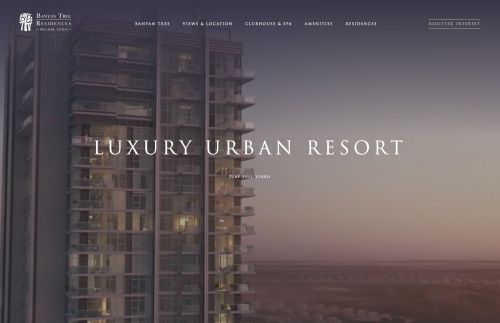 BANYAN TREE
RESIDENCES
BANYAN TREE
VIEWS & LOCATION
CLUBHOUSE & SPA
AMENITIES
RESIDENCES
REGISTER INTEREST
LUXURY URBAN RESORT
PLAY FULL VIDEO